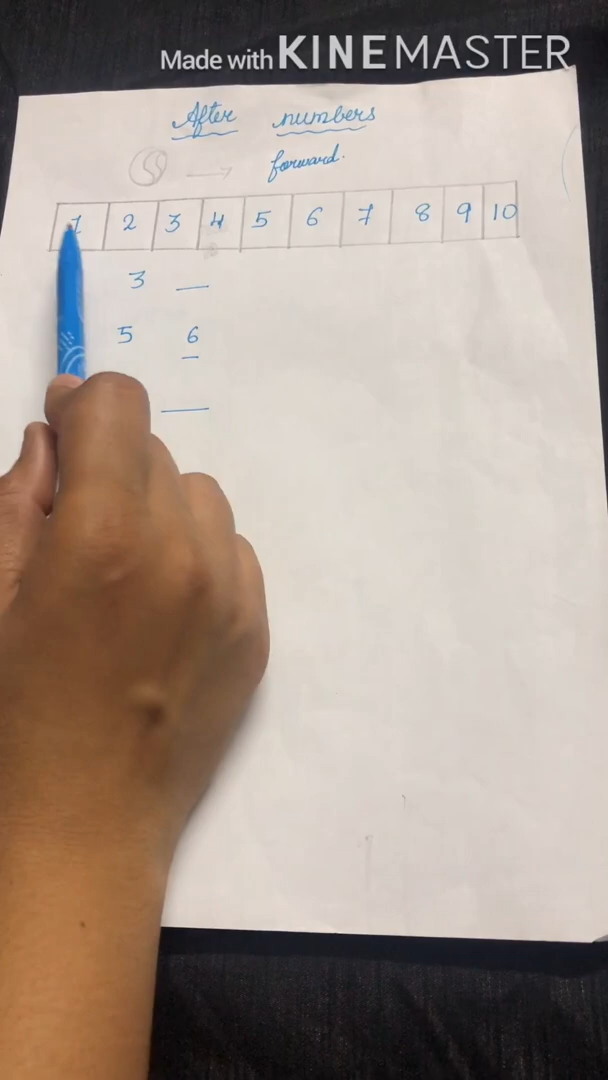 Made with KINEMASTER
After numbers
forward.
1 2 3 4 5 6 7 8 9 10
3 __
5 6
__